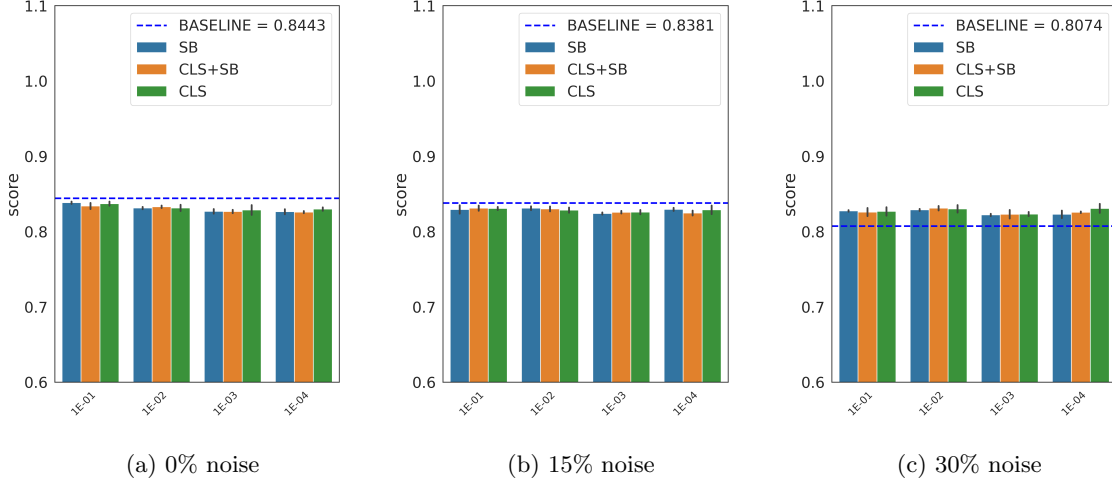 1.1
1.0
0.9
0.8
0.7
0.6
score
BASELINE = 0.8443
SB
CLS+SB
CLS
1E-01
1E-02
1E-03
1E-04
(a) 0% noise
1.1
1.0
0.9
0.8
0.7
0.6
score
BASELINE = 0.8381
SB
CLS+SB
CLS
1E-01
1E-02
1E-03
1E-04
(b) 15% noise
1.1
1.0
0.9
0.8
0.7
0.6
score
BASELINE = 0.8074
SB
CLS+SB
CLS
1E-01
1E-02
1E-03
1E-04
(c) 30% noise